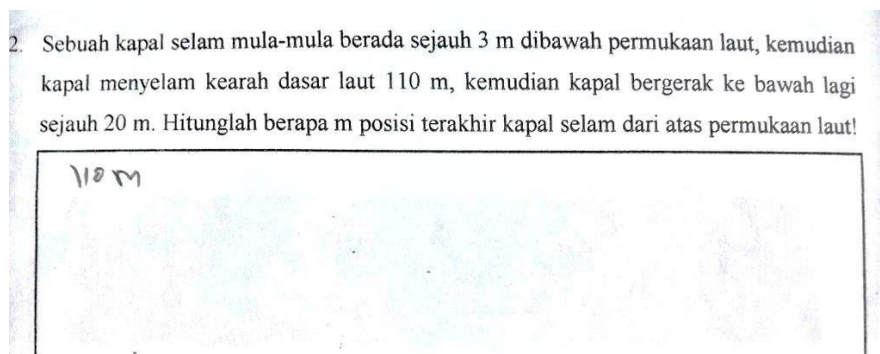 2. Sebuah kapal selam mula-mula berada sejauh 3 m dibawah permukaan laut, kemudian
kapal menyelam kearah dasar laut 110 m, kemudian kapal bergerak ke bawah lagi
sejauh 20 m. Hitunglah berapa m posisi terakhir kapal selam dari atas permukaan laut!
110 m